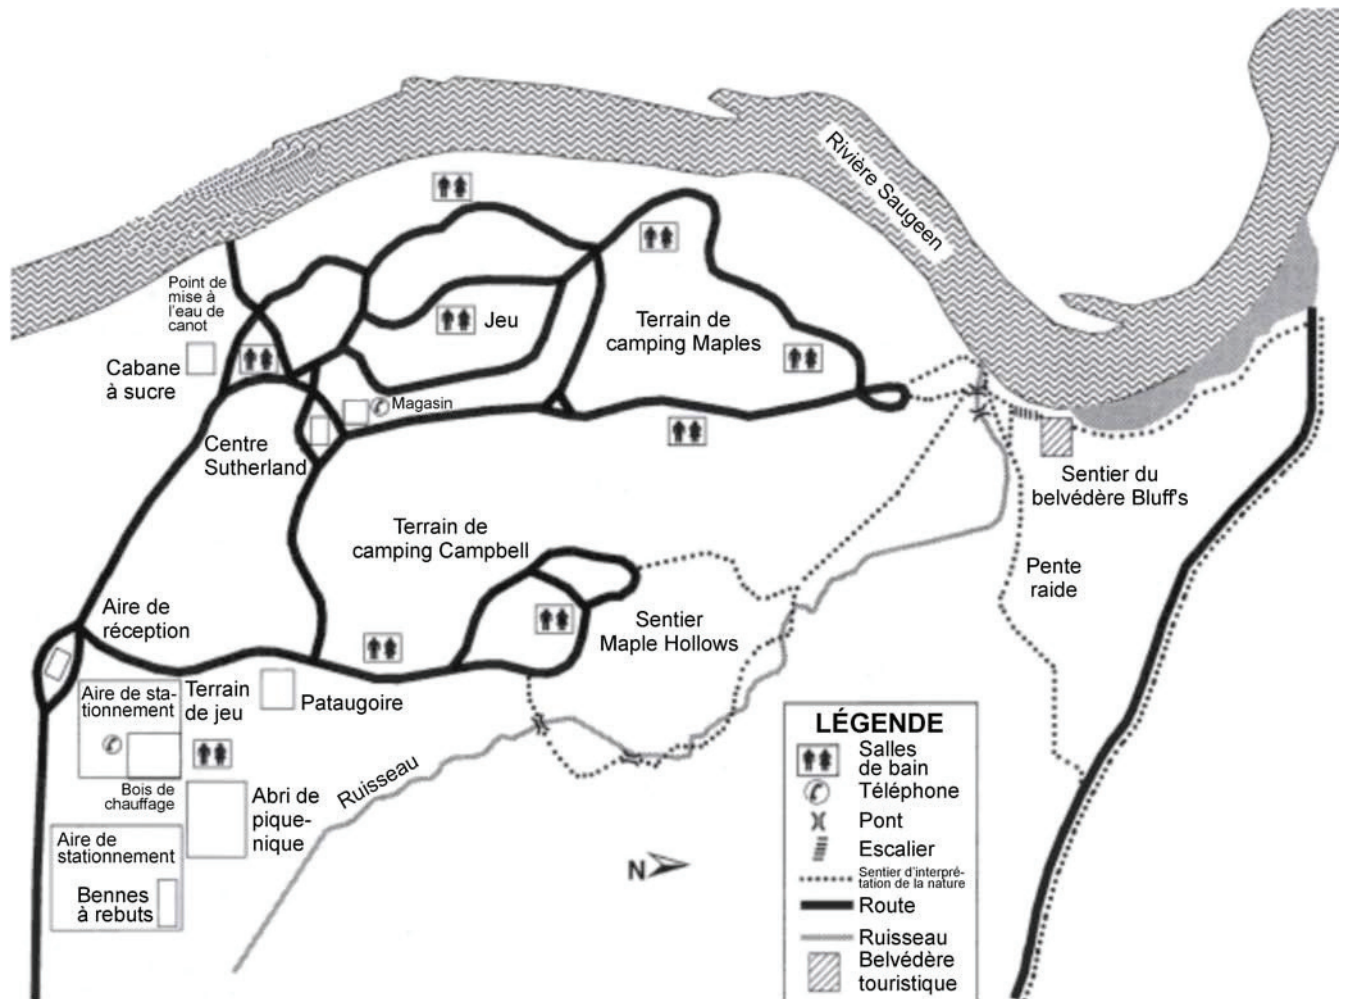 Rivière Saugeen
Point de
mise à
l'eau de
canot
Cabane
à sucre
Jeu
Terrain de
camping Maples
Magasin
Centre
Sutherland
Sentier du
belvédère Bluff's
Terrain de
camping Campbell
Pente
raide
Aire de
réception
Sentier
Maple Hollows
Aire de sta-
tionnement
Terrain
de jeu
Pataugoire
Bois de
chauffage
Abri de
pique-
nique
Ruisseau
Aire de
stationnement
Bennes
à rebuts
N
LÉGENDE
Salles
de bain
Téléphone
Pont
Escalier
Sentier d'interpré-
tation de la nature
Route
Ruisseau
Belvédère
touristique